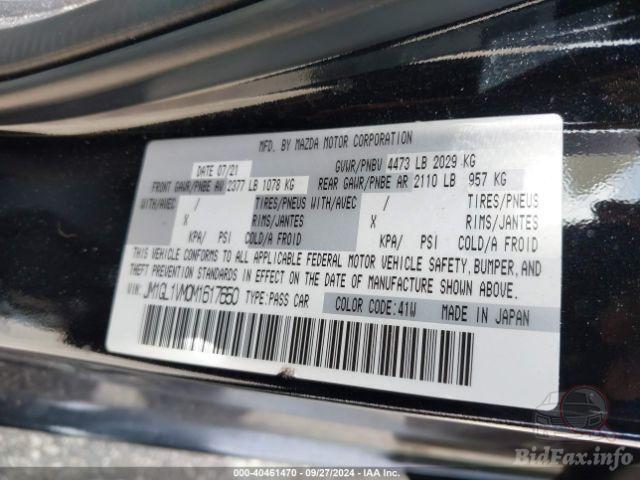 MFD. BY MAZDA MOTOR CORPORATION
DATE 07/21 GVWR/PNBV 4473 LB 2029 KG
FRONT GAWR/PNBE AV 2377 LB 1078 KG REAR GAWR/PNBE AR 2110 LB 957 KG
WITH/AVEC / TIRES/PNEUS WITH/AVEC / TIRES/PNEUS
X RIMS/JANTES X RIMS/JANTES
KPA/ PSI COLD/A FROID KPA/ PSI COLD/A FROID
THIS VEHICLE CONFORMS TO ALL APPLICABLE FEDERAL MOTOR VEHICLE SAFETY, BUMPER, AND
THEFT PREVENTION STANDARDS IN EFFECT ON THE DATE OF MANUFACTURE SHOWN ABOVE.
VIN: JM1GL1VM0M1617650 TYPE:PASS CAR COLOR CODE:41W MADE IN JAPAN
BidFax.info
000-40461470 - 09/27/2024 - IAA Inc.